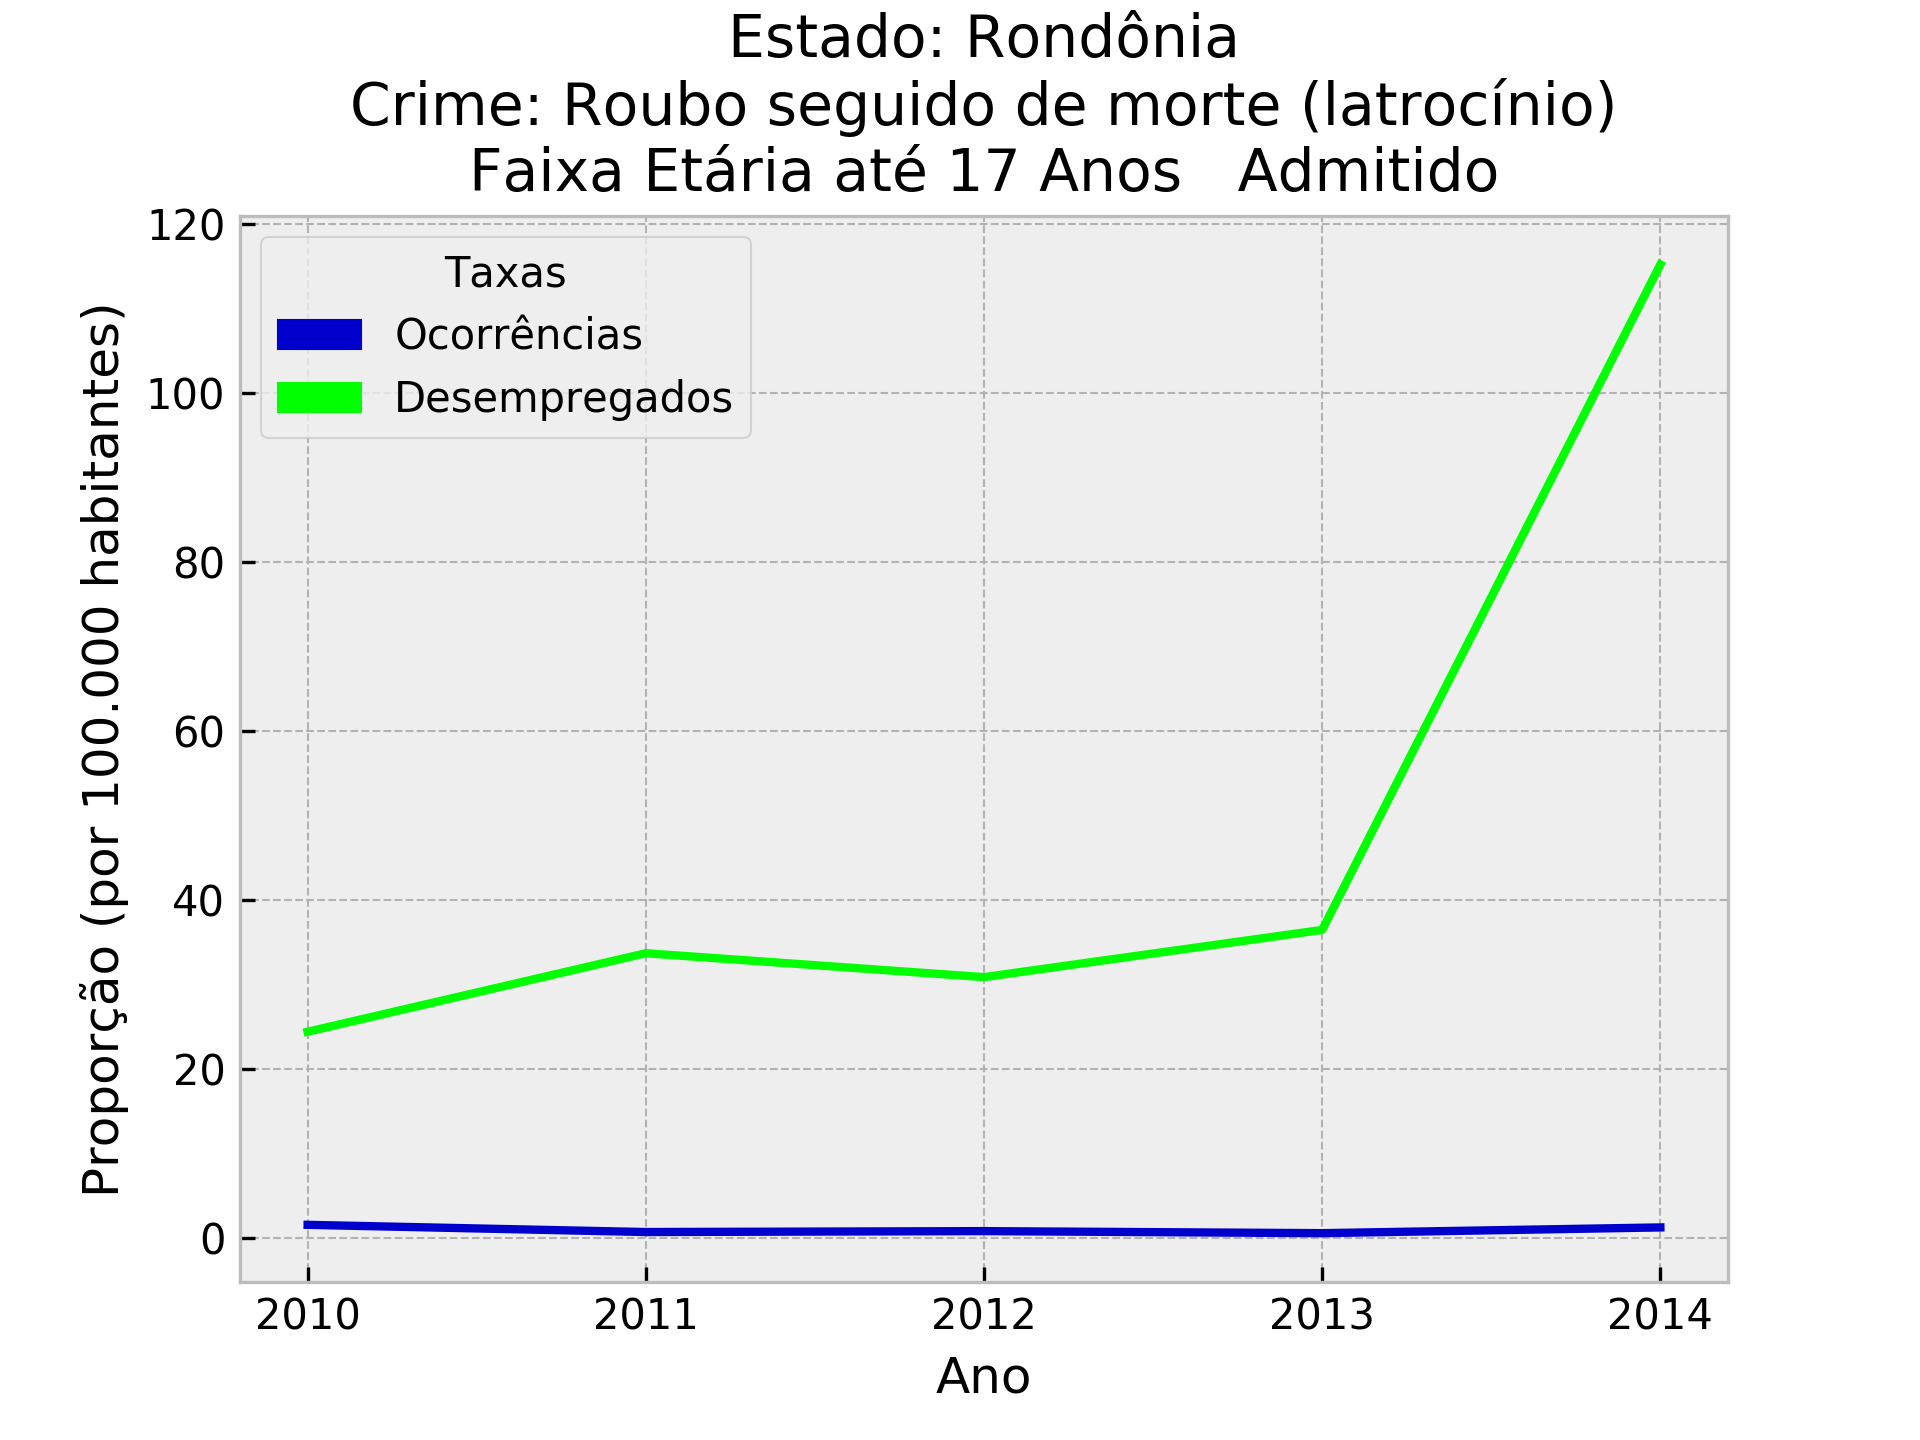 Estado: Rondônia
Crime: Roubo seguido de morte (latrocínio)
Faixa Etária até 17 Anos   Admitido
Proporção (por 100.000 habitantes)
120
100
80
60
40
20
0
Taxas
Ocorrências
Desempregados
2010 2011 2012 2013 2014
Ano